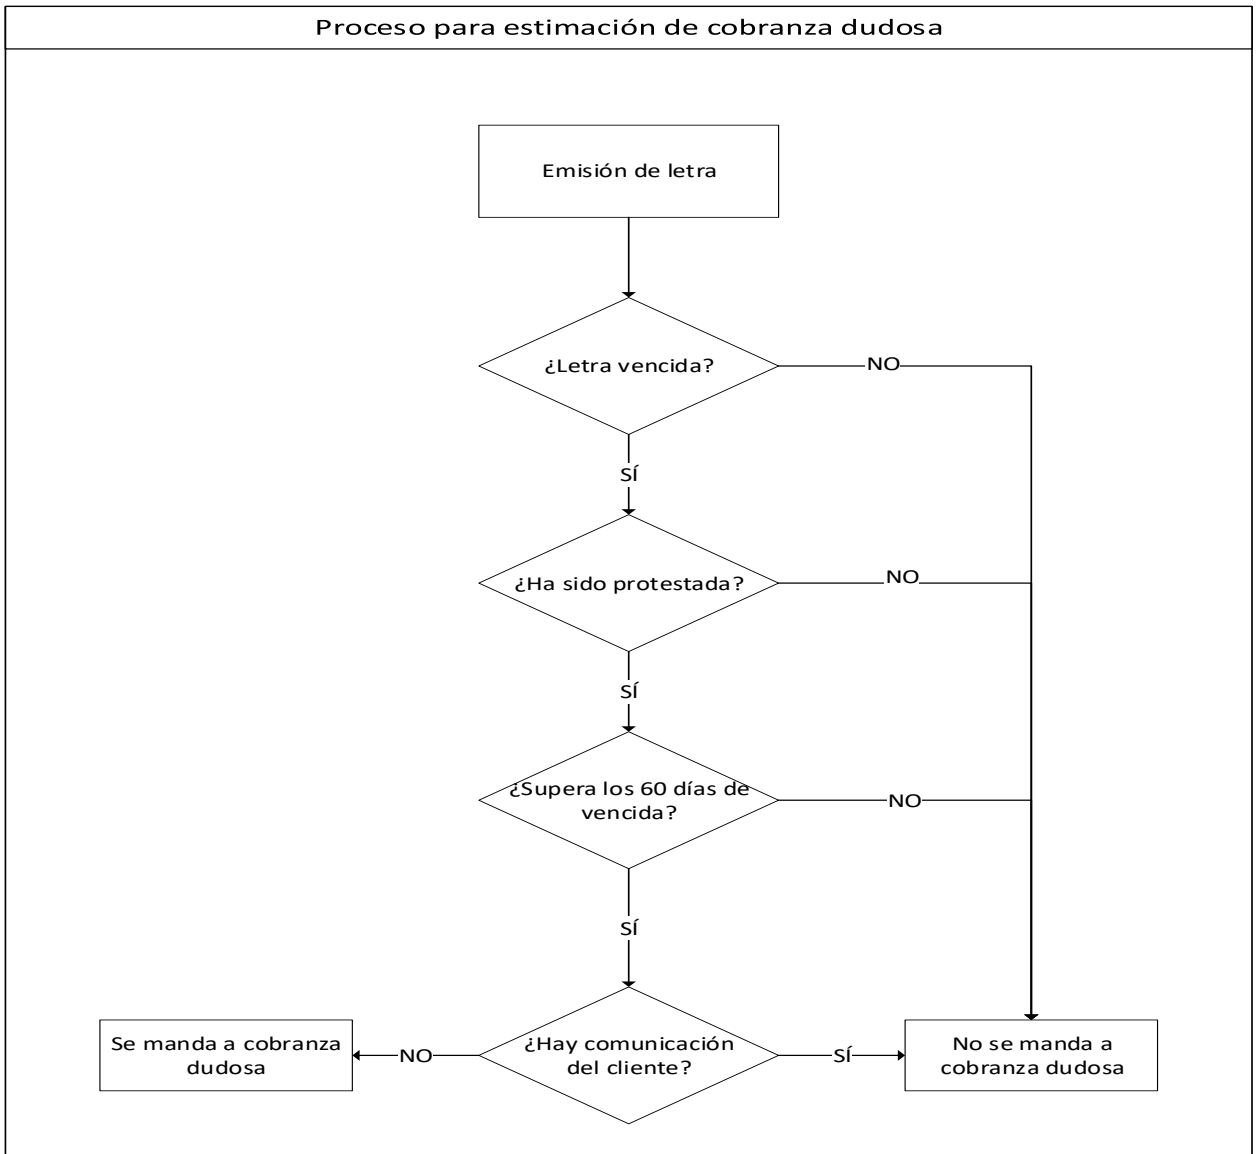 Proceso para estimación de cobranza dudosa
Emisión de letra
¿Letra vencida?
NO
SÍ
¿Ha sido protestada?
NO
SÍ
¿Supera los 60 días de
vencida?
NO
SÍ
Se manda a cobranza
dudosa
NO
¿Hay comunicación
del cliente?
SÍ
No se manda a
cobranza dudosa